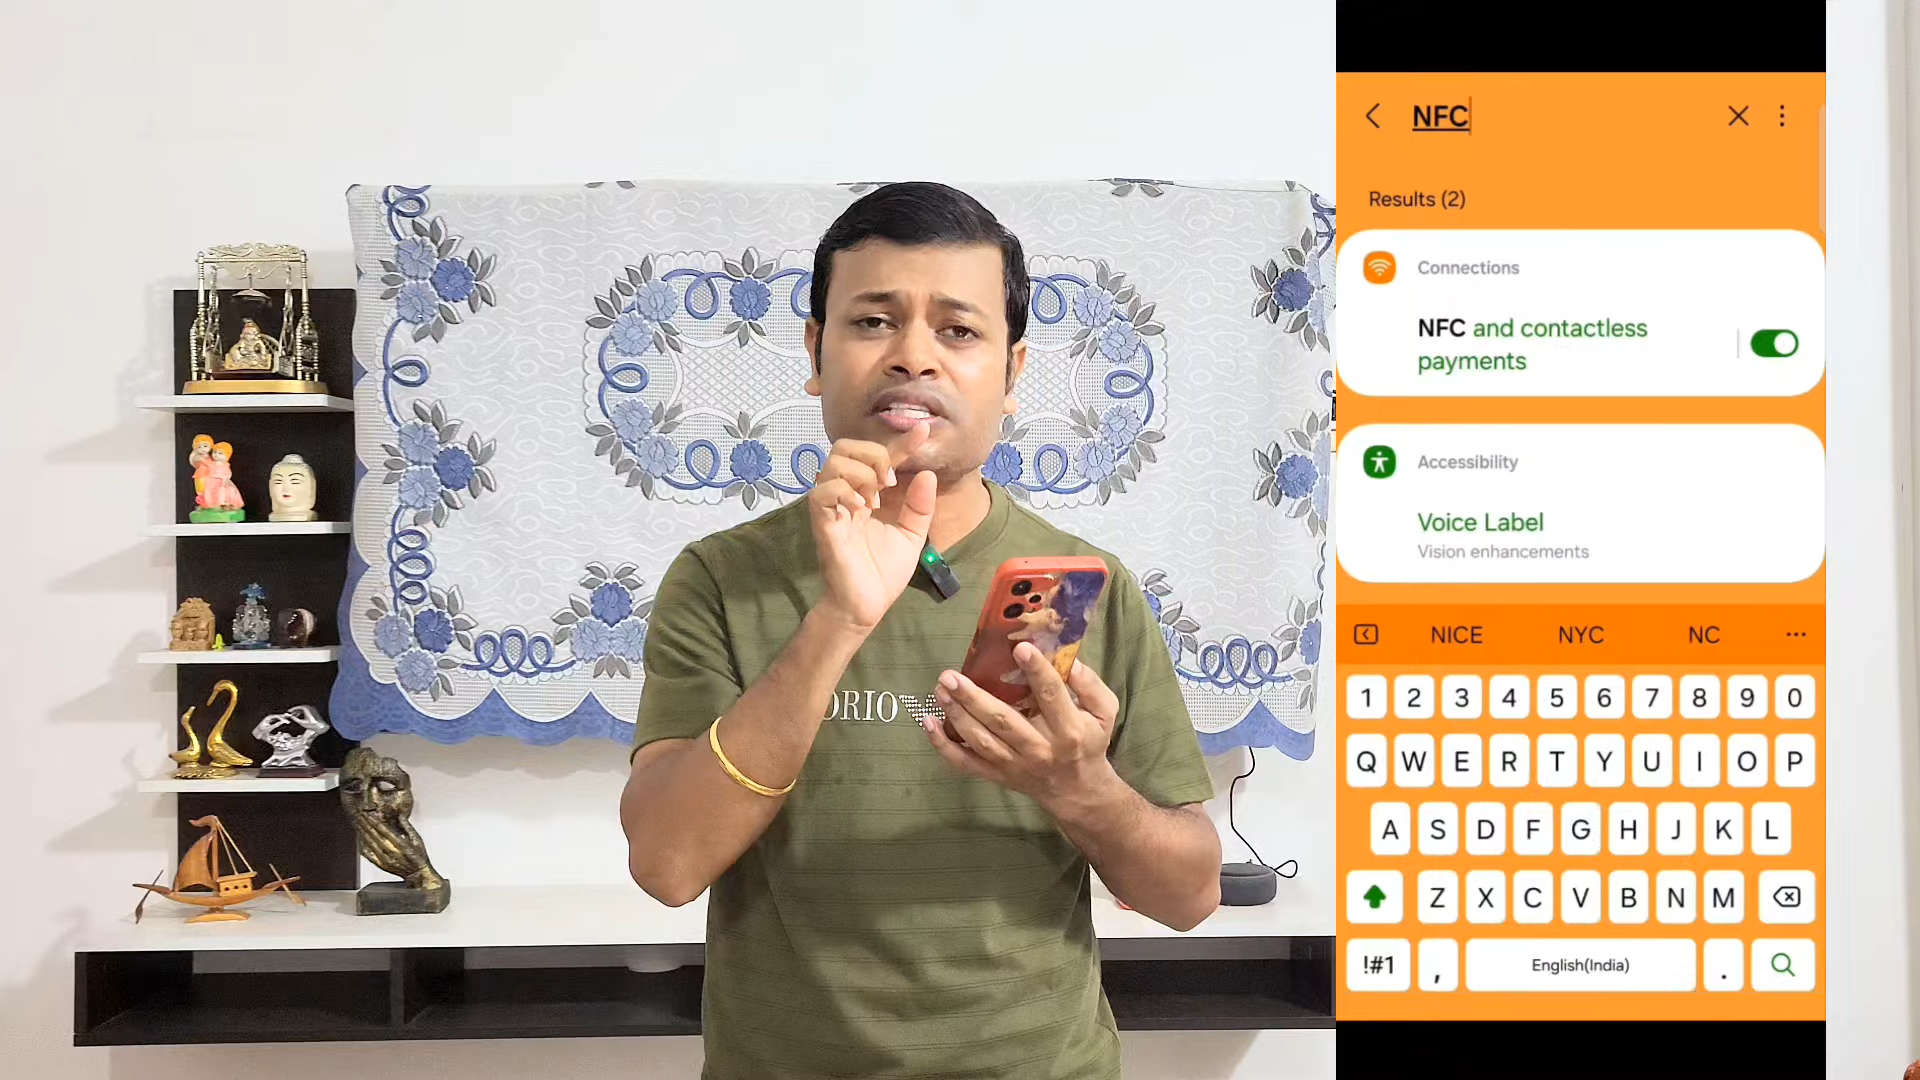 NFC
Results (2)
Connections
NFC and contactless
payments
Accessibility
Voice Label
Vision enhancements
NICE NYC NC
1 2 3 4 5 6 7 8 9 0
Q W E R T Y U I O P
A S D F G H J K L
Z X C V B N M
!#1 , English(India) .
ORIO